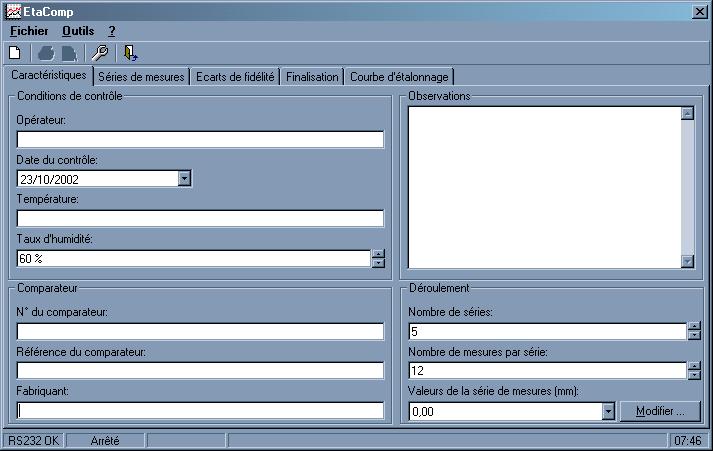 EtaComp
Fichier Outils ?
Caractéristiques Séries de mesures Ecarts de fidélité Finalisation Courbe d'étalonnage
Conditions de contrôle
Opérateur:
Date du contrôle:
23/10/2002
Température:
Taux d'humidité:
60 %
Observations
Comparateur
N° du comparateur:
Référence du comparateur:
Fabriquant:
Déroulement
Nombre de séries:
5
Nombre de mesures par série:
12
Valeurs de la série de mesures (mm):
0,00 Modifier ...
RS232 OK Arrêté 07:46